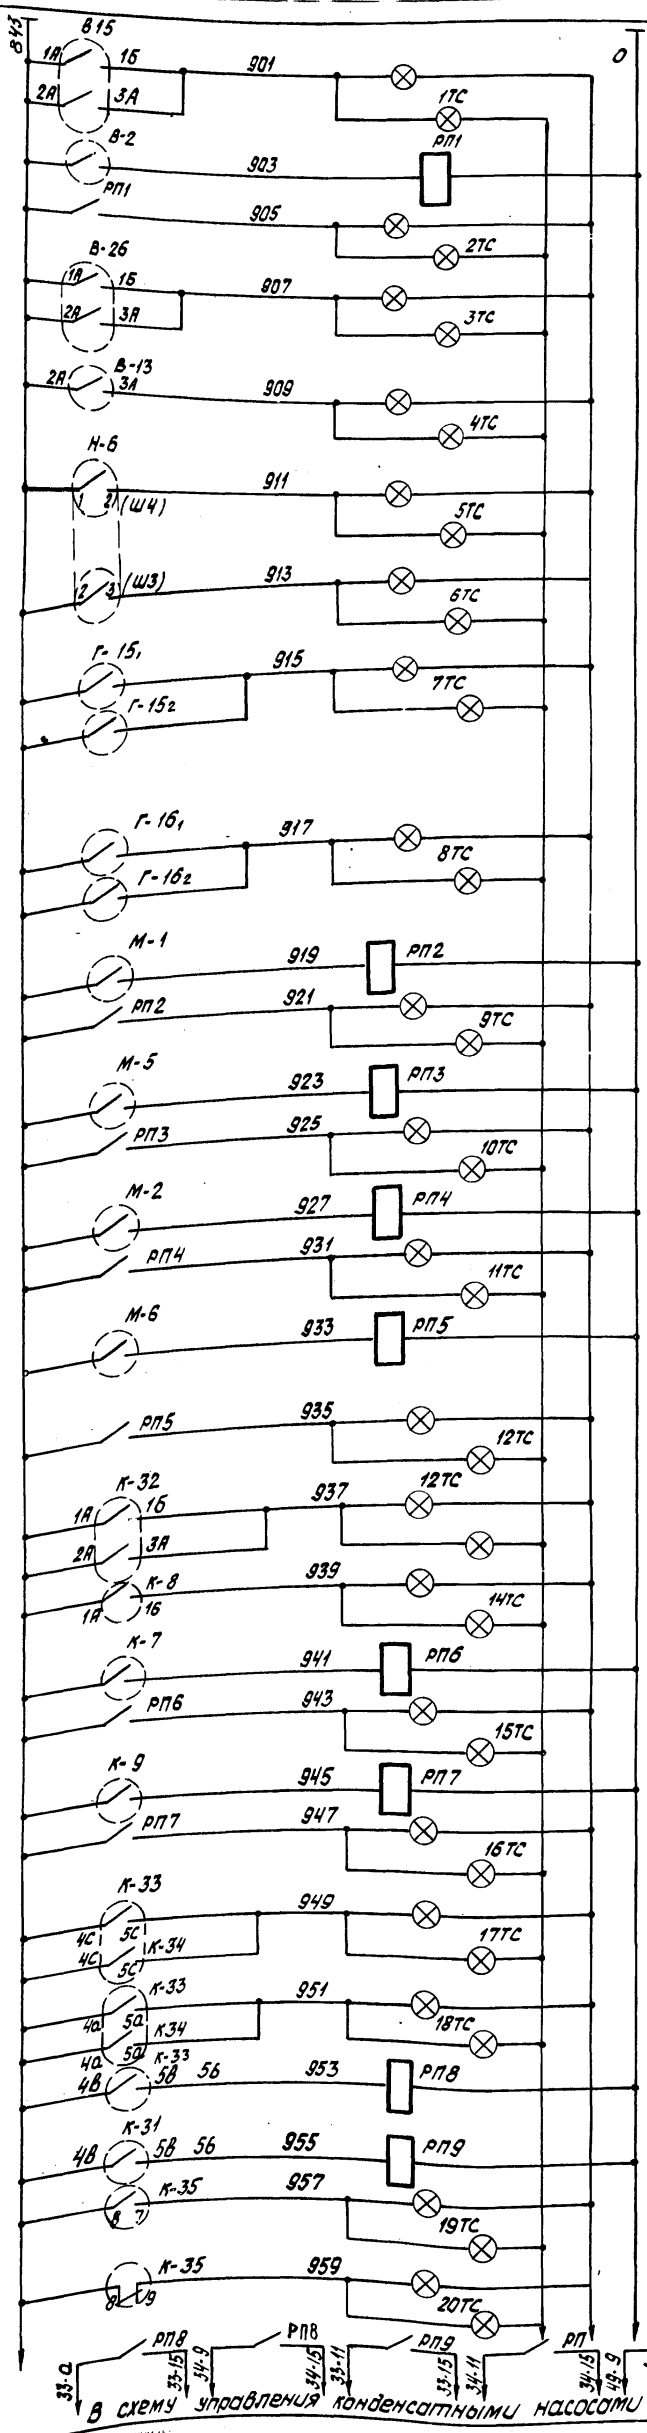 843
В15
О
1А 1Б 901
2А 3А 1ТС
В-2
903 РП1
РП1
905
2ТС
В-26
1А 1Б 907
2А 3А 3ТС
В-13
2А 3А 909
4ТС
Н-6
1 2 (Ш4) 911
5ТС
2 3 (Ш3) 913
6ТС
Г-15₁
915
Г-15₂ 7ТС
Г-16₁ 917
Г-16₂ 8ТС
М-1
919 РП2
РП2 921
9ТС
М-5
923 РП3
РП3 925
10ТС
М-2
927 РП4
РП4 931
11ТС
М-6
933 РП5
РП5 935
12ТС
К-32
1А 1Б 937 12ТС
2А 3А
К-8 939
1А 1Б 14ТС
К-7
941 РП6
РП6 943
15ТС
К-9
945 РП7
РП7 947
16ТС
К-33
4С 5С 949
К-34
4С 5С 17ТС
К-33
4а 5а 951
К34
4а 5а 18ТС
К-33
4В 5В 56 953 РП8
К-31
4В 5В 56 955 РП9
К-35 957
8 7 19ТС
К-35 959
8 9 20ТС
РП8 РП8 РП9 РП
33-а 33-15 34-9 34-15 33-11 33-15 34-11 34-15 49-9
В схему управления конденсатными насосами